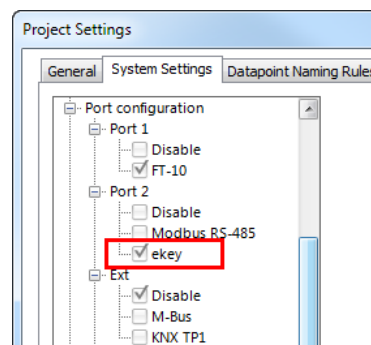 Project Settings
General System Settings Datapoint Naming Rules
Port configuration
Port 1
Disable
FT-10
Port 2
Disable
Modbus RS-485
ekey
Ext
Disable
M-Bus
KNX TP1